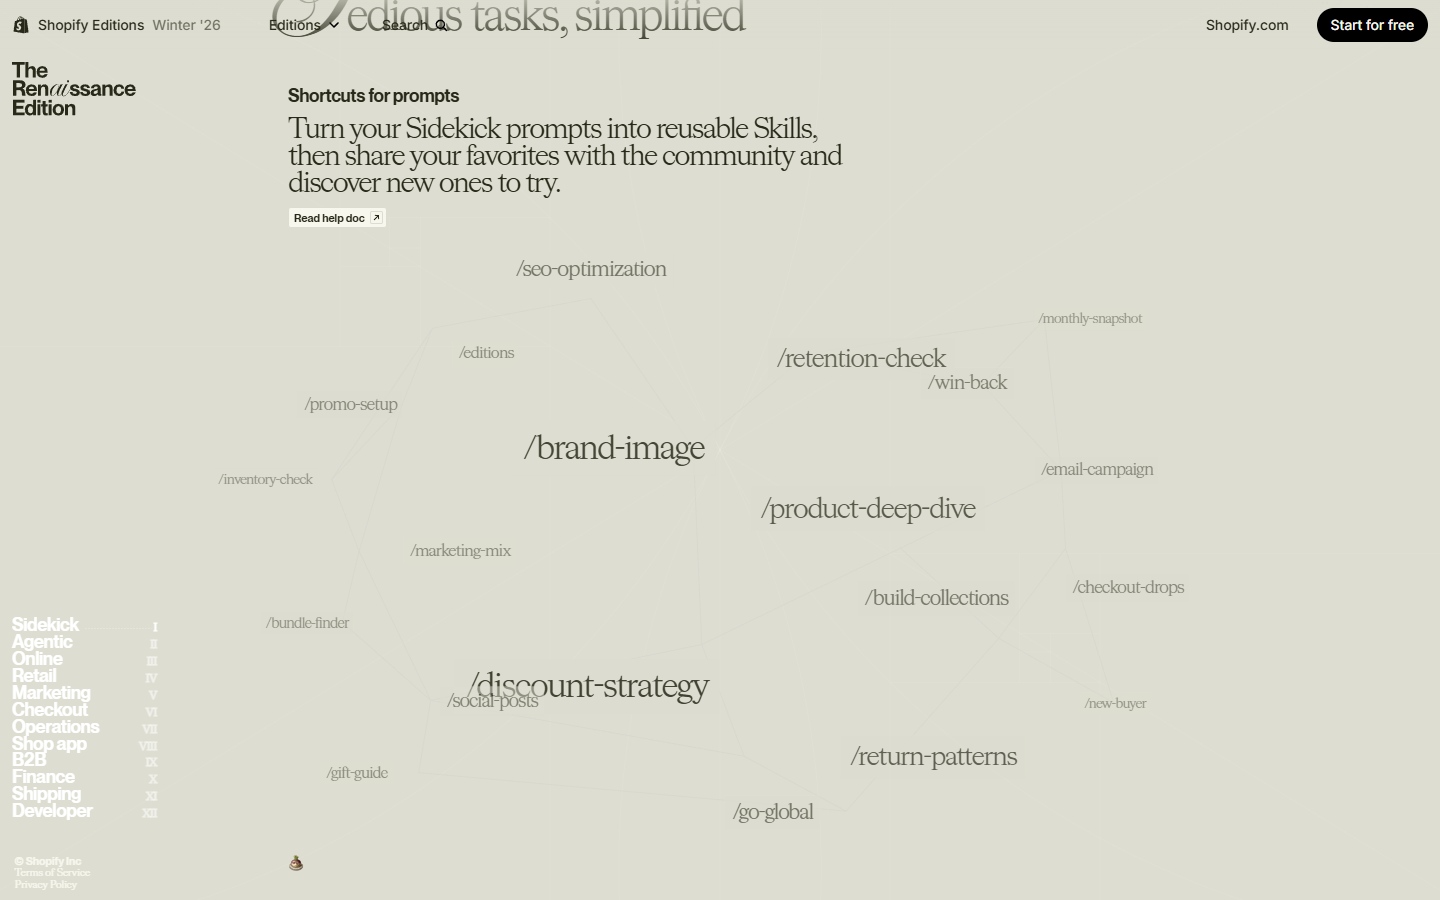 Shopify Editions Winter '26 Editions Search Shopify.com Start for free
Tedious tasks, simplified
The
Renaissance
Edition
Shortcuts for prompts
Turn your Sidekick prompts into reusable Skills,
then share your favorites with the community and
discover new ones to try.
Read help doc
/seo-optimization
/monthly-snapshot
/editions
/retention-check
/win-back
/promo-setup
/brand-image
/email-campaign
/inventory-check
/product-deep-dive
/marketing-mix
/checkout-drops
/build-collections
/bundle-finder
/discount-strategy
/social-posts
/new-buyer
/return-patterns
/gift-guide
/go-global
Sidekick I
Agentic II
Online III
Retail IV
Marketing V
Checkout VI
Operations VII
Shop app VIII
B2B IX
Finance X
Shipping XI
Developer XII
© Shopify Inc
Terms of Service
Privacy Policy